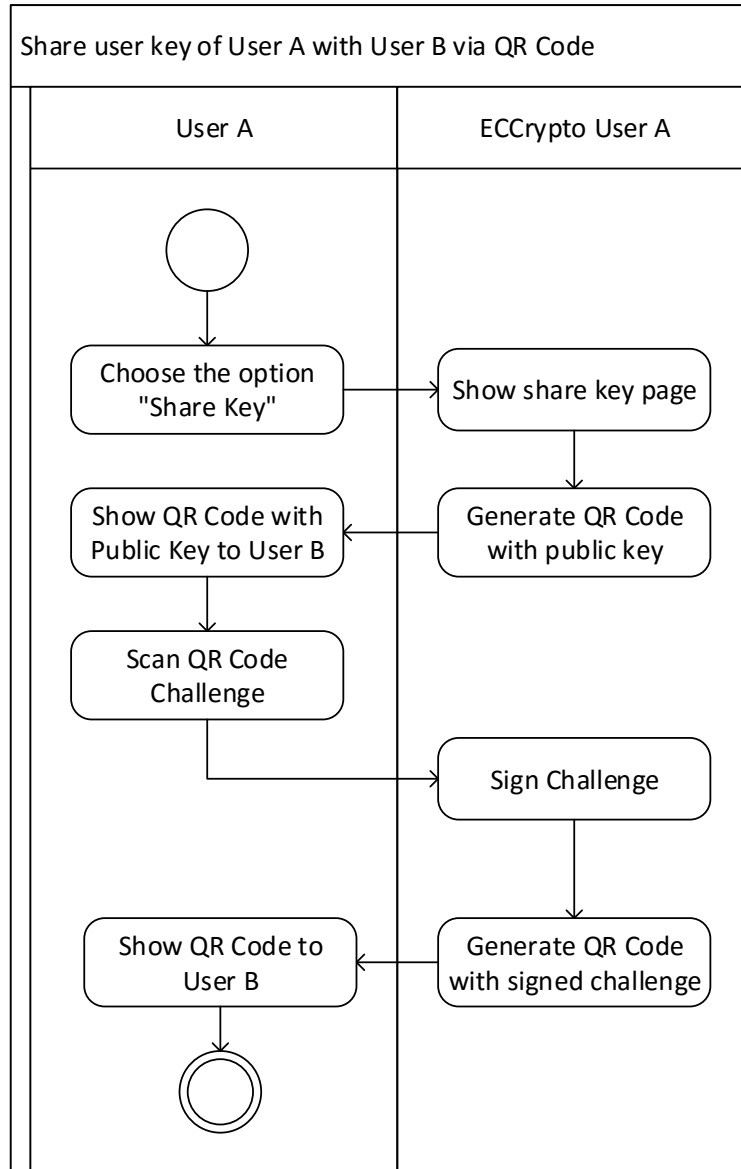 Share user key of User A with User B via QR Code
User A
ECCrypto User A
Choose the option
"Share Key"
Show share key page
Generate QR Code
with public key
Show QR Code with
Public Key to User B
Scan QR Code
Challenge
Sign Challenge
Generate QR Code
with signed challenge
Show QR Code to
User B